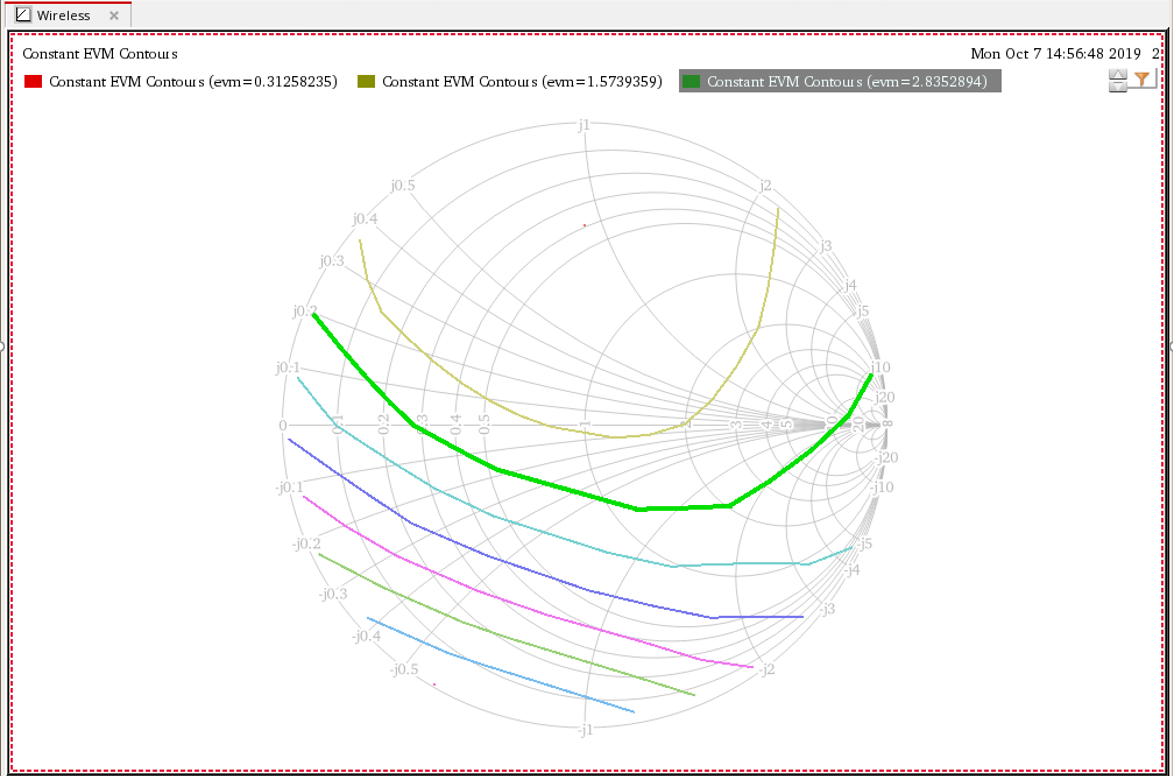 Wireless
Constant EVM Contours
Mon Oct 7 14:56:48 2019 2
Constant EVM Contours (evm=0.31258235)
Constant EVM Contours (evm=1.5739359)
Constant EVM Contours (evm=2.8352894)
j1
j0.5
j2
j0.4
j3
j0.3
j4
j0.2
j5
j0.1
j10
j20
0
0.1
0.2
0.3
0.4
0.5
1
2
3
4
5
10
20
-j20
-j0.1
-j10
-j0.2
-j5
-j4
-j0.3
-j3
-j0.4
-j0.5
-j2
-j1